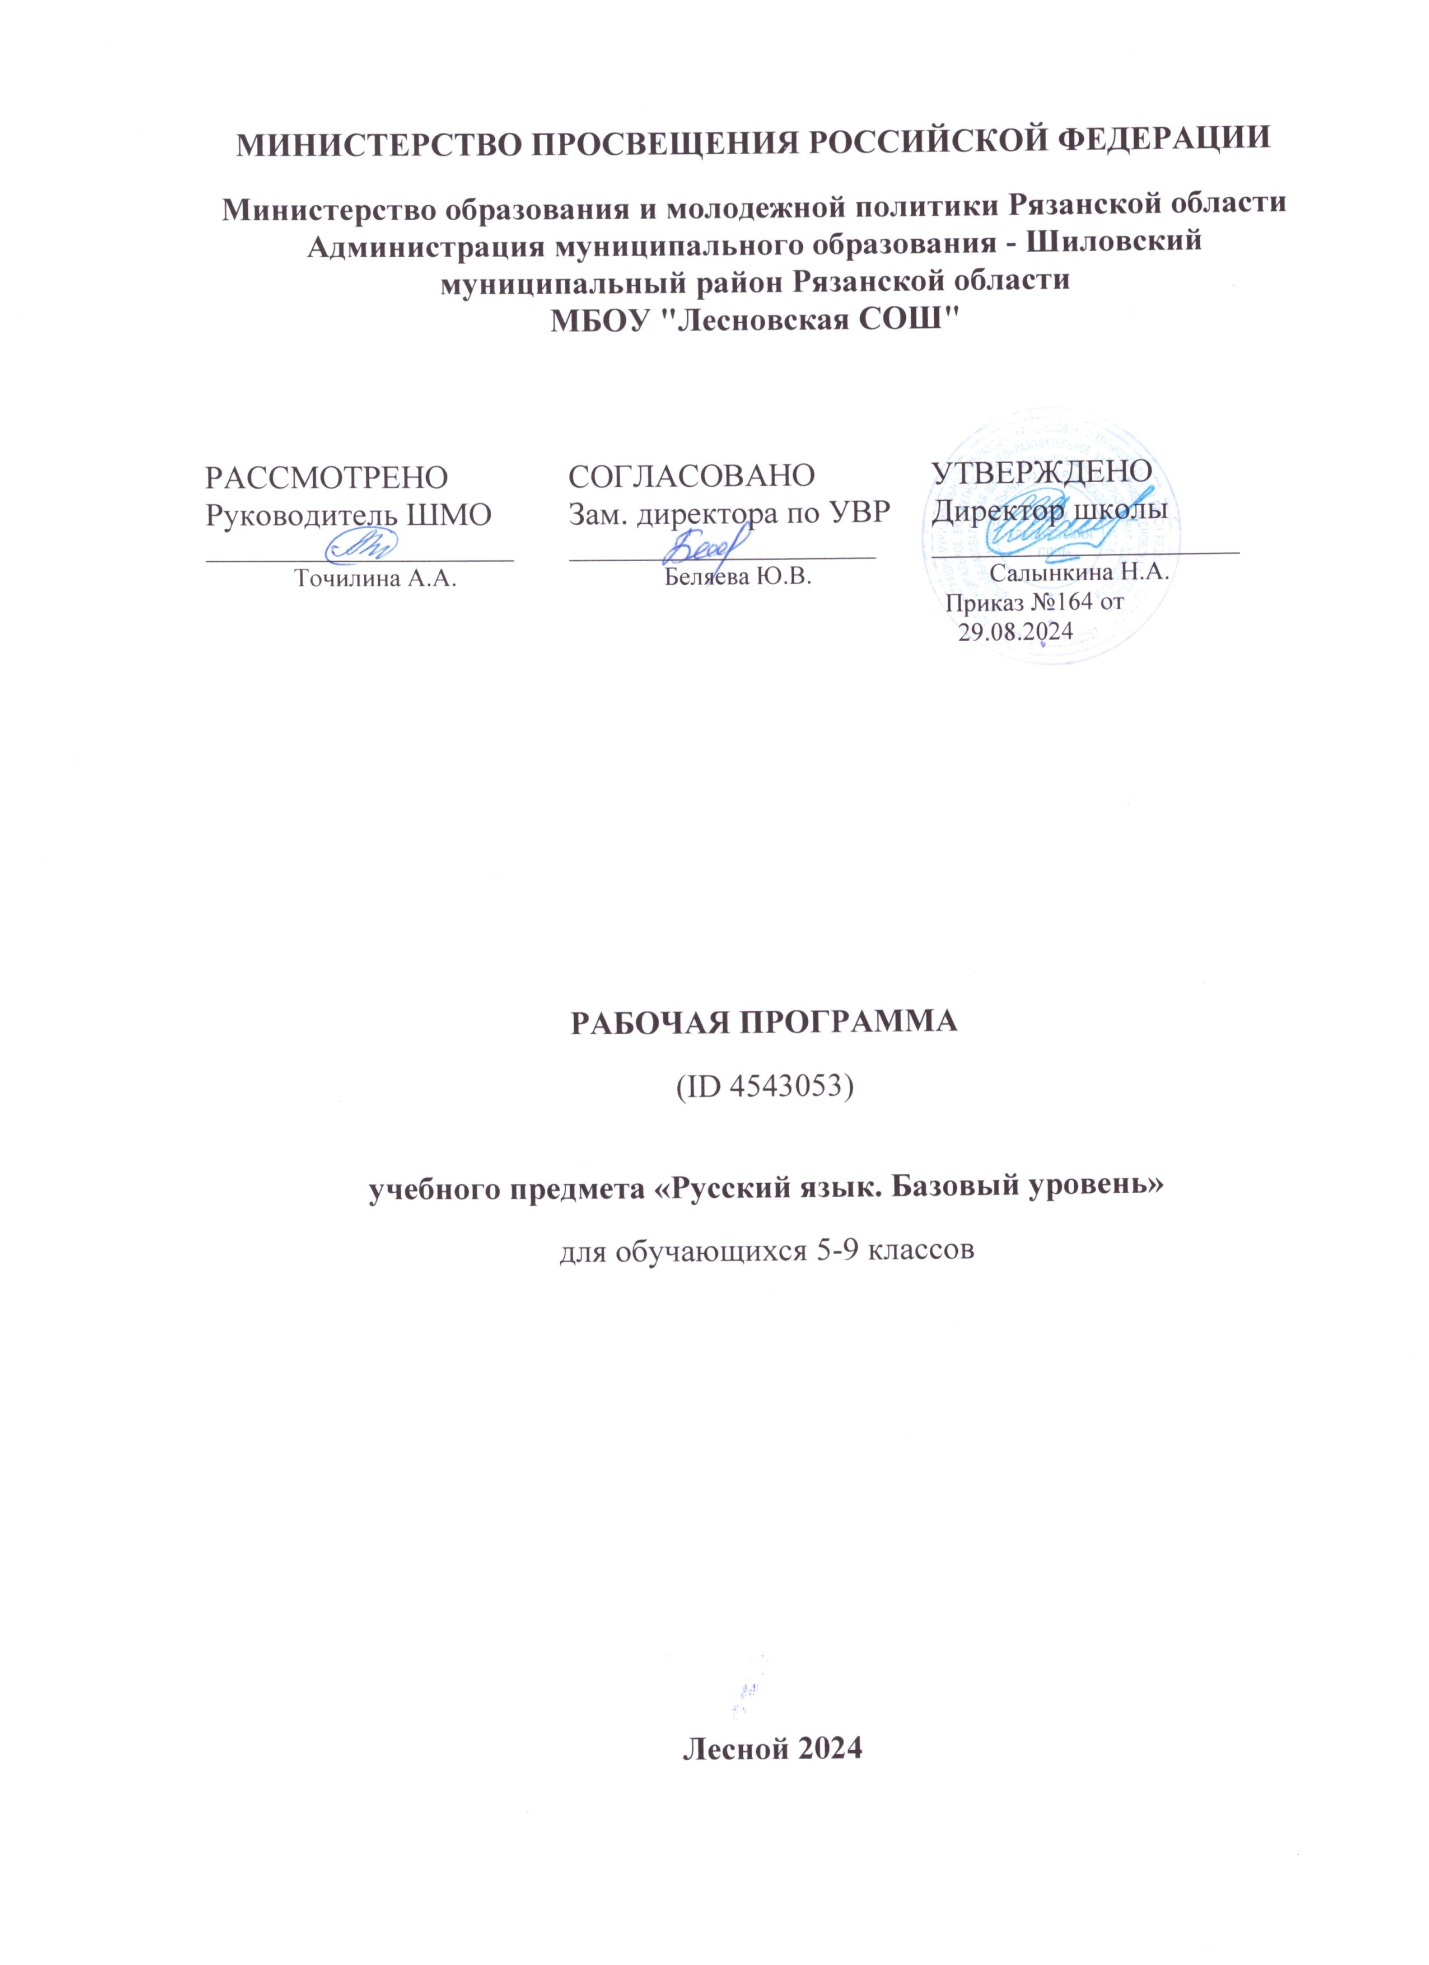 МИНИСТЕРСТВО ПРОСВЕЩЕНИЯ РОССИЙСКОЙ ФЕДЕРАЦИИ
Министерство образования и молодежной политики Рязанской области
Администрация муниципального образования - Шиловский
муниципальный район Рязанской области
МБОУ "Лесновская СОШ"
РАССМОТРЕНО
Руководитель ШМО
Точилина А.А.
СОГЛАСОВАНО
Зам. директора по УВР
Беляева Ю.В.
УТВЕРЖДЕНО
Директор школы
Салынкина Н.А.
Приказ №164 от
29.08.2024
РАБОЧАЯ ПРОГРАММА
(ID 4543053)
учебного предмета «Русский язык. Базовый уровень»
для обучающихся 5-9 классов
Лесной 2024